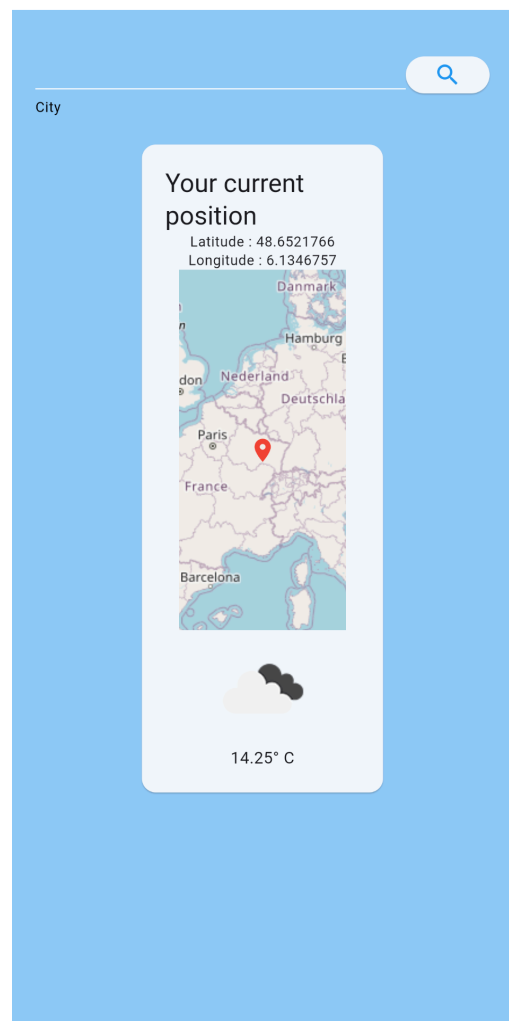 City
Your current
position
Latitude : 48.6521766
Longitude : 6.1346757
Danmark
Hamburg
don
Nederland
Deutschla
Paris
France
Barcelona
14.25° C